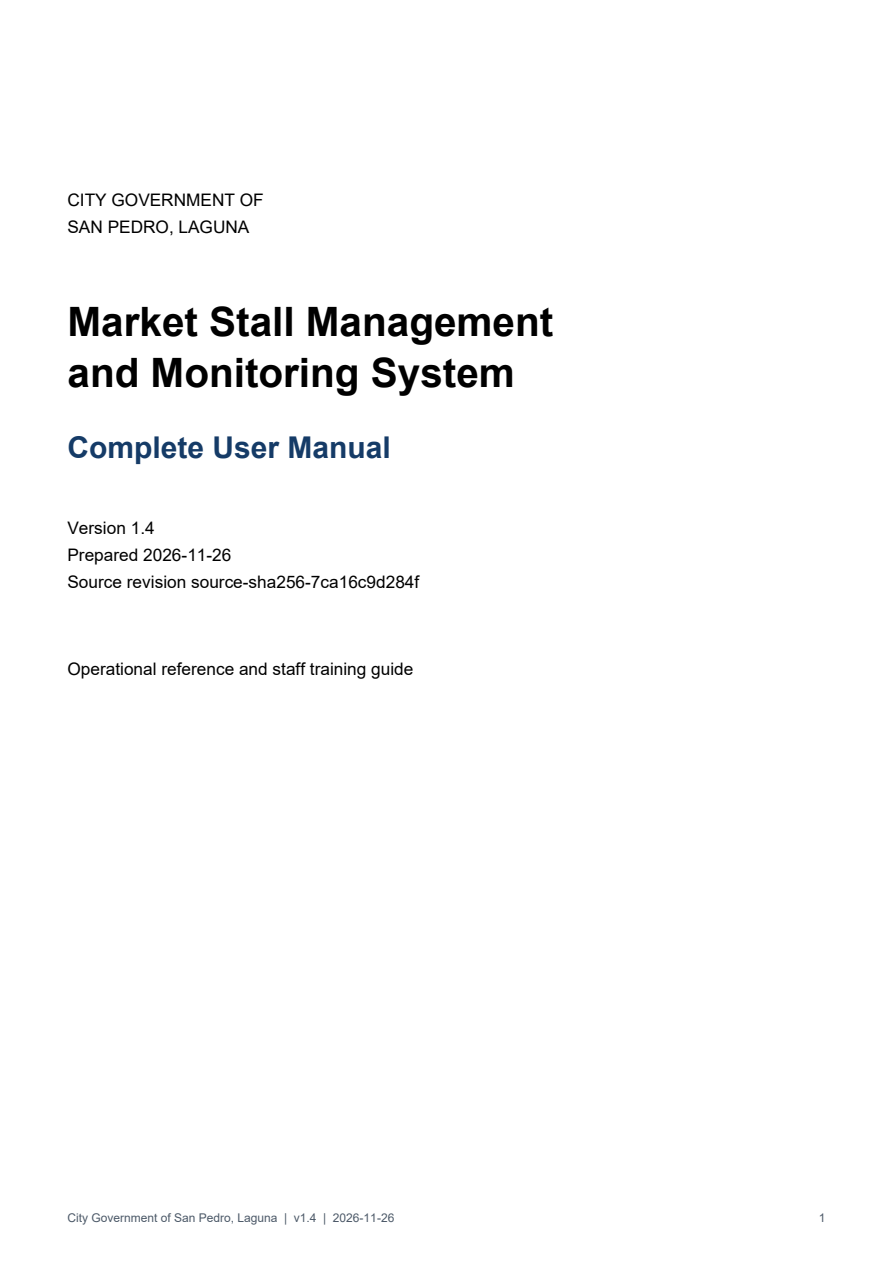 CITY GOVERNMENT OF
SAN PEDRO, LAGUNA
Market Stall Management
and Monitoring System
Complete User Manual
Version 1.4
Prepared 2026-11-26
Source revision source-sha256-7ca16c9d284f
Operational reference and staff training guide
City Government of San Pedro, Laguna | v1.4 | 2026-11-26 1